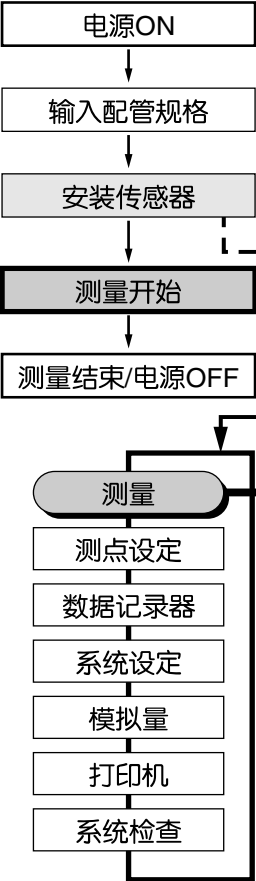 电源ON
输入配管规格
安装传感器
测量开始
测量结束/电源OFF
测量
测点设定
数据记录器
系统设定
模拟量
打印机
系统检查